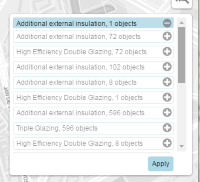 Additional external insulation, 1 objects
Additional external insulation, 72 objects
High Efficiency Double Glazing, 72 objects
Additional external insulation, 102 objects
Additional external insulation, 8 objects
High Efficiency Double Glazing, 1 objects
Additional external insulation, 596 objects
Triple Glazing, 596 objects
High Efficiency Double Glazing, 8 objects
Apply